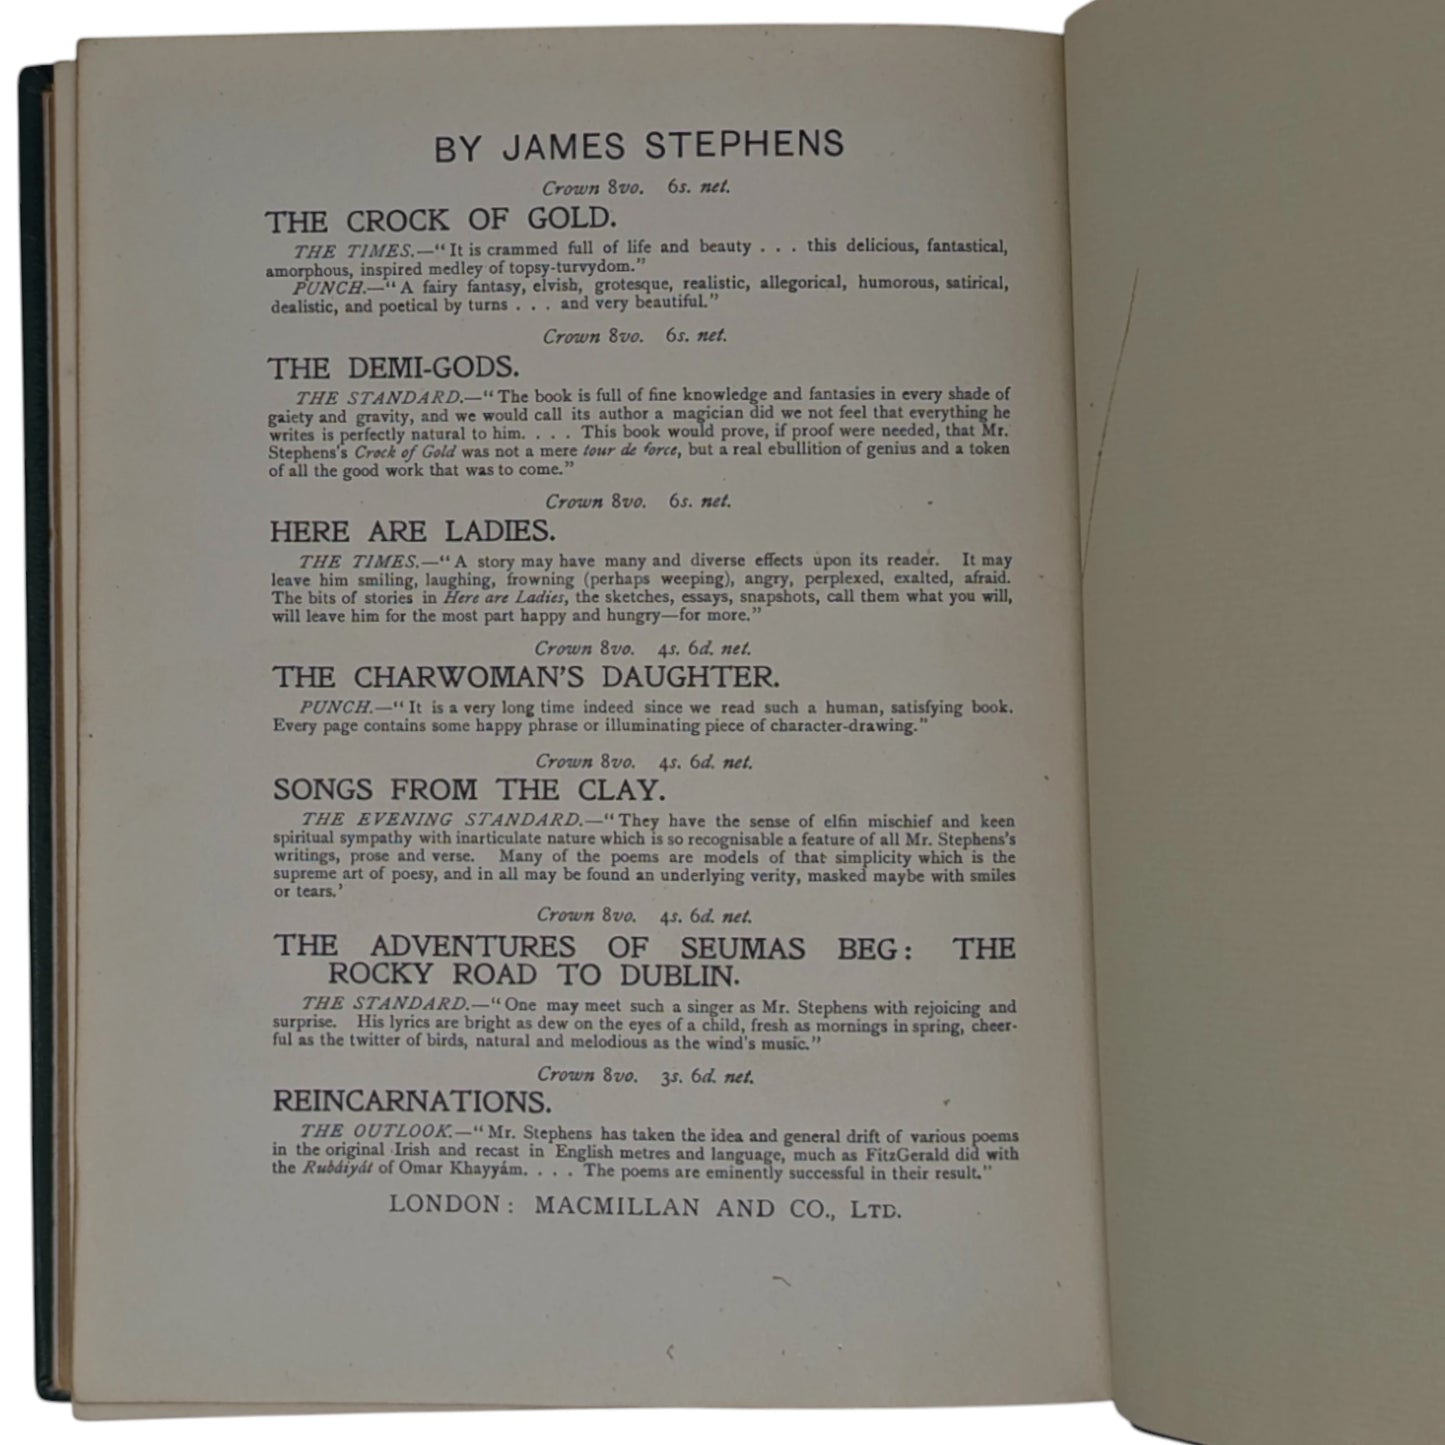 BY JAMES STEPHENS
Crown 8vo. 6s. net.
THE CROCK OF GOLD.
THE TIMES.—“It is crammed full of life and beauty . . . this delicious, fantastical,
amorphous, inspired medley of topsy-turvydom.”
PUNCH.—“A fairy fantasy, elvish, grotesque, realistic, allegorical, humorous, satirical,
dealistic, and poetical by turns . . . and very beautiful.”
Crown 8vo. 6s. net.
THE DEMI-GODS.
THE STANDARD.—“The book is full of fine knowledge and fantasies in every shade of
gaiety and gravity, and we would call its author a magician did we not feel that everything he
writes is perfectly natural to him. . . . This book would prove, if proof were needed, that Mr.
Stephens's Crock of Gold was not a mere tour de force, but a real ebullition of genius and a token
of all the good work that was to come.”
Crown 8vo. 6s. net.
HERE ARE LADIES.
THE TIMES.—“A story may have many and diverse effects upon its reader. It may
leave him smiling, laughing, frowning (perhaps weeping), angry, perplexed, exalted, afraid.
The bits of stories in Here are Ladies, the sketches, essays, snapshots, call them what you will,
will leave him for the most part happy and hungry—for more.”
Crown 8vo. 4s. 6d. net.
THE CHARWOMAN'S DAUGHTER.
PUNCH.—“It is a very long time indeed since we read such a human, satisfying book.
Every page contains some happy phrase or illuminating piece of character-drawing.”
Crown 8vo. 4s. 6d. net.
SONGS FROM THE CLAY.
THE EVENING STANDARD.—“They have the sense of elfin mischief and keen
spiritual sympathy with inarticulate nature which is so recognisable a feature of all Mr. Stephens's
writings, prose and verse. Many of the poems are models of that simplicity which is the
supreme art of poesy, and in all may be found an underlying verity, masked maybe with smiles
or tears.'
Crown 8vo. 4s. 6d. net.
THE ADVENTURES OF SEUMAS BEG: THE
ROCKY ROAD TO DUBLIN.
THE STANDARD.—“One may meet such a singer as Mr. Stephens with rejoicing and
surprise. His lyrics are bright as dew on the eyes of a child, fresh as mornings in spring, cheer-
ful as the twitter of birds, natural and melodious as the wind's music.”
Crown 8vo. 3s. 6d. net.
REINCARNATIONS.
THE OUTLOOK.—“Mr. Stephens has taken the idea and general drift of various poems
in the original Irish and recast in English metres and language, much as FitzGerald did with
the Rubáiyát of Omar Khayyám. . . . The poems are eminently successful in their result.”
LONDON: MACMILLAN AND CO., LTD.